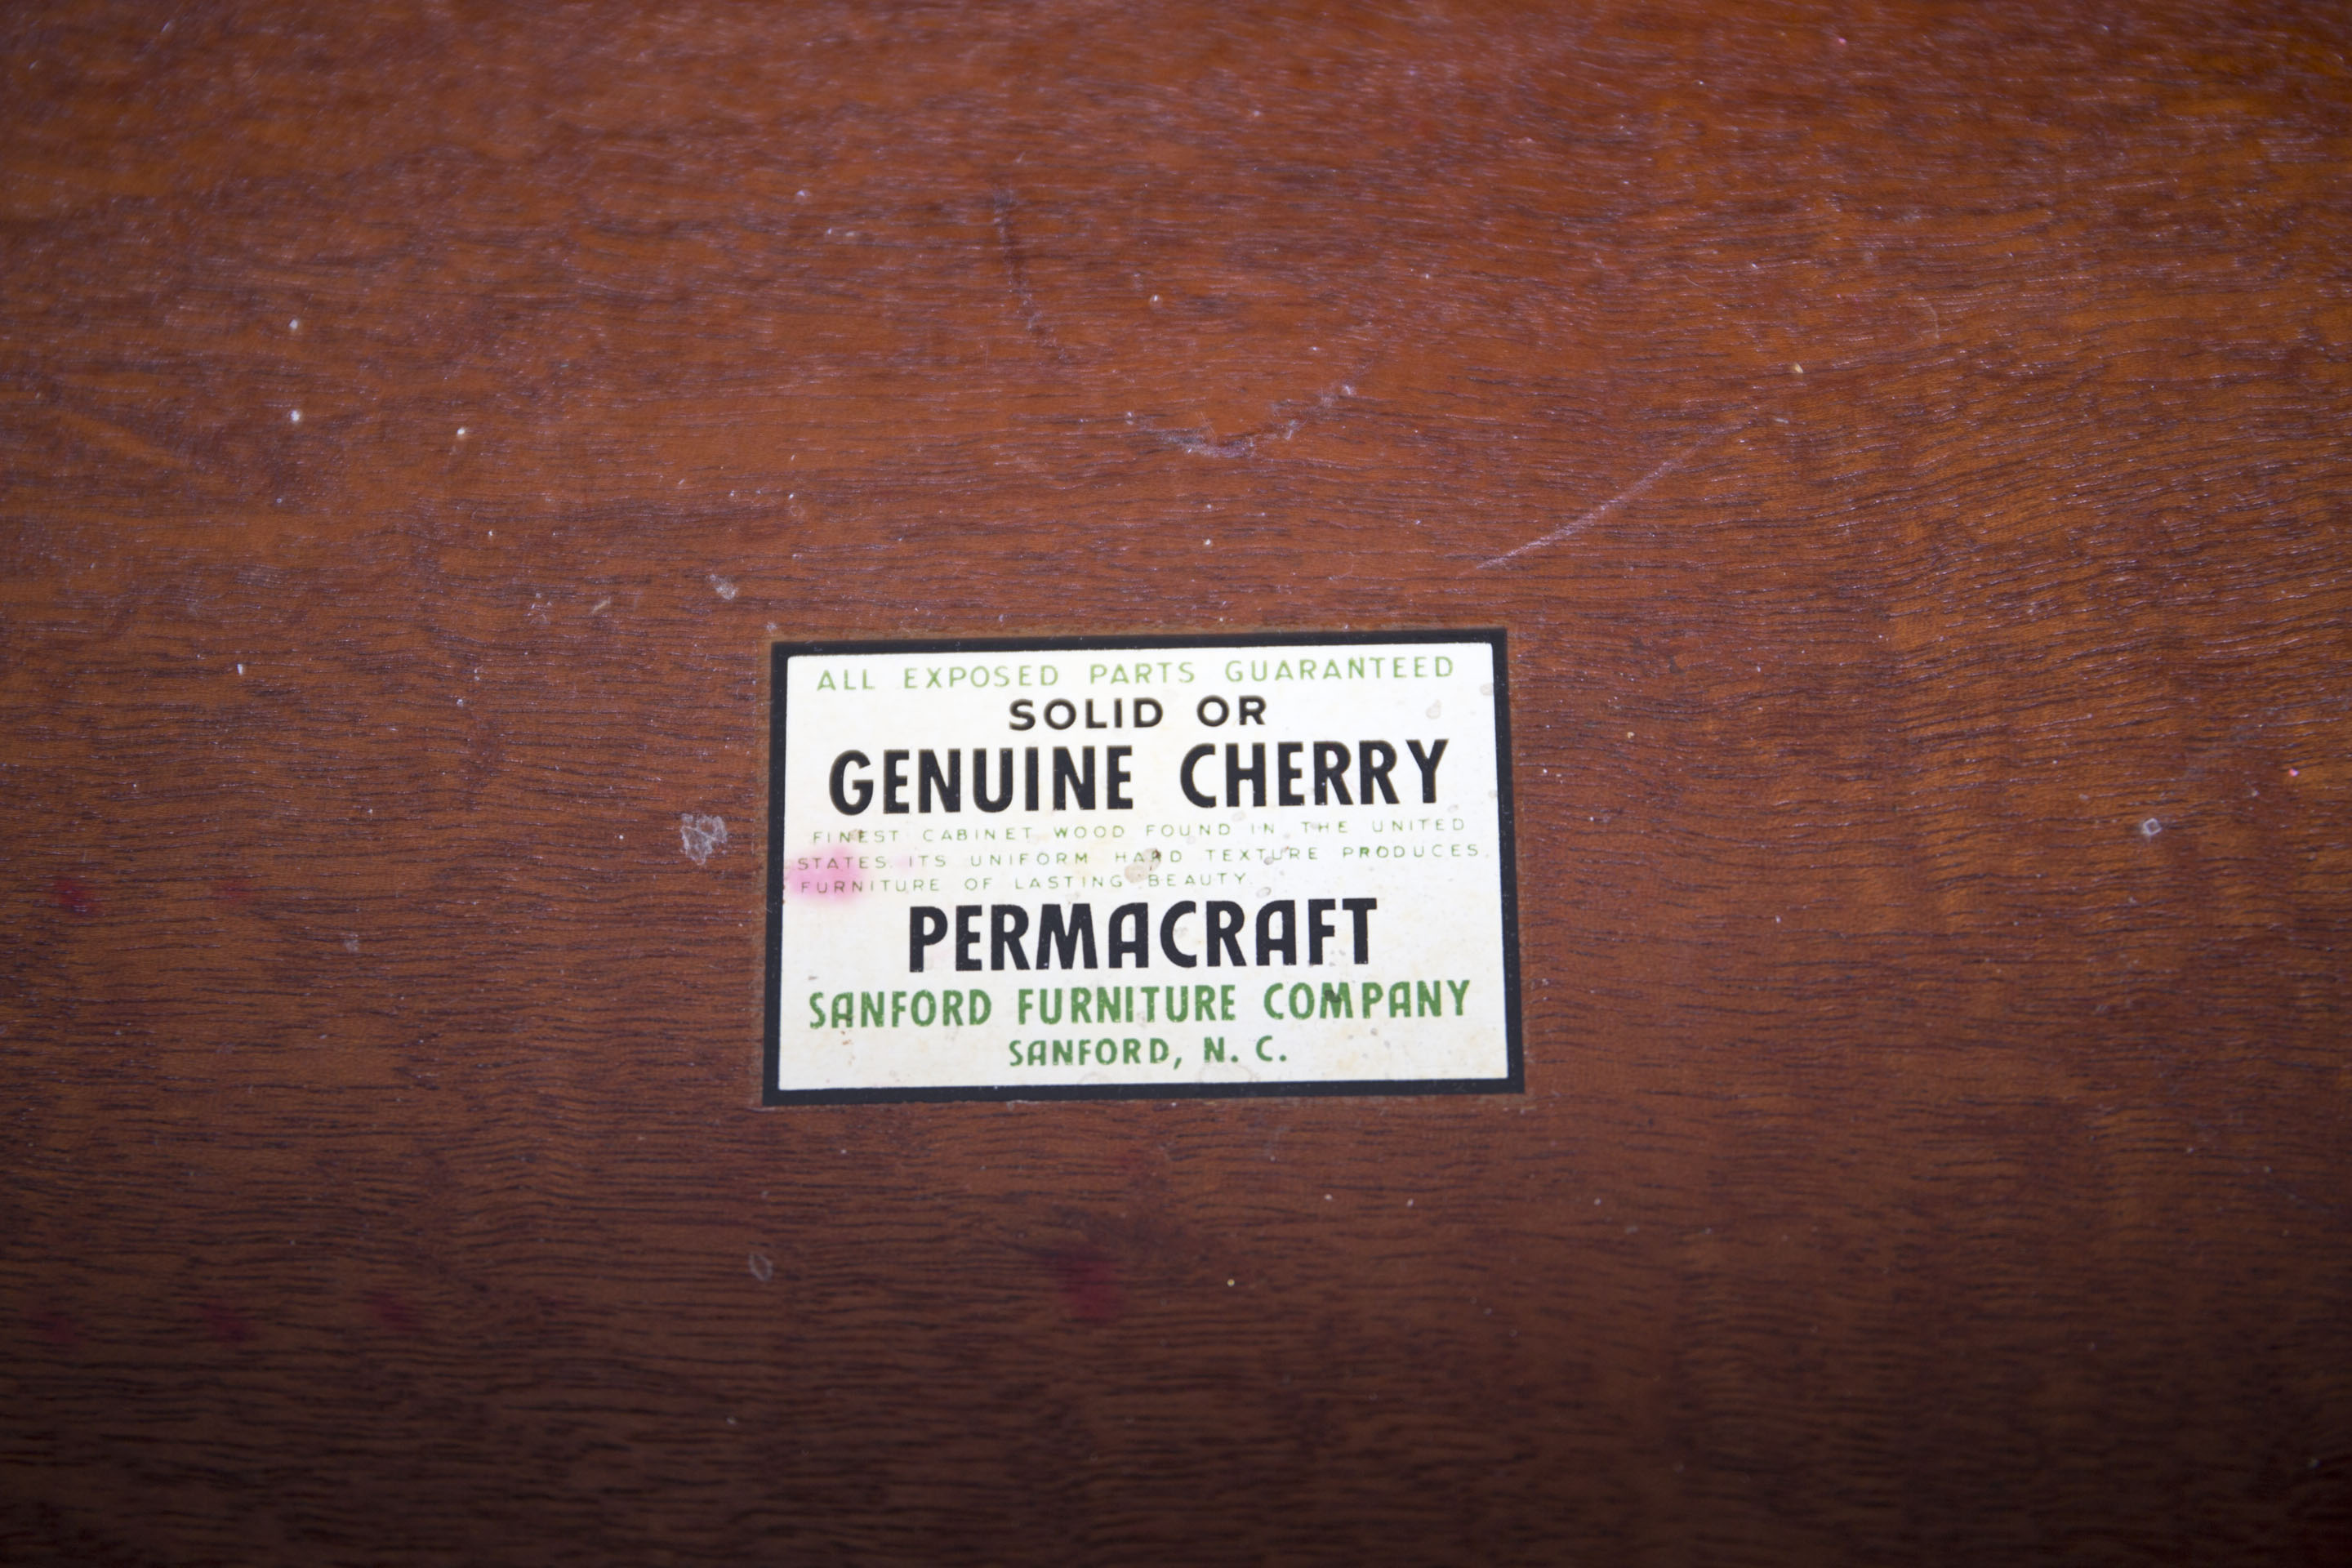 ALL EXPOSED PARTS GUARANTEED
SOLID OR
GENUINE CHERRY
FINEST CABINET WOOD FOUND IN THE UNITED
STATES. ITS UNIFORM HARD TEXTURE PRODUCES
FURNITURE OF LASTING BEAUTY.
PERMACRAFT
SANFORD FURNITURE COMPANY
SANFORD, N. C.